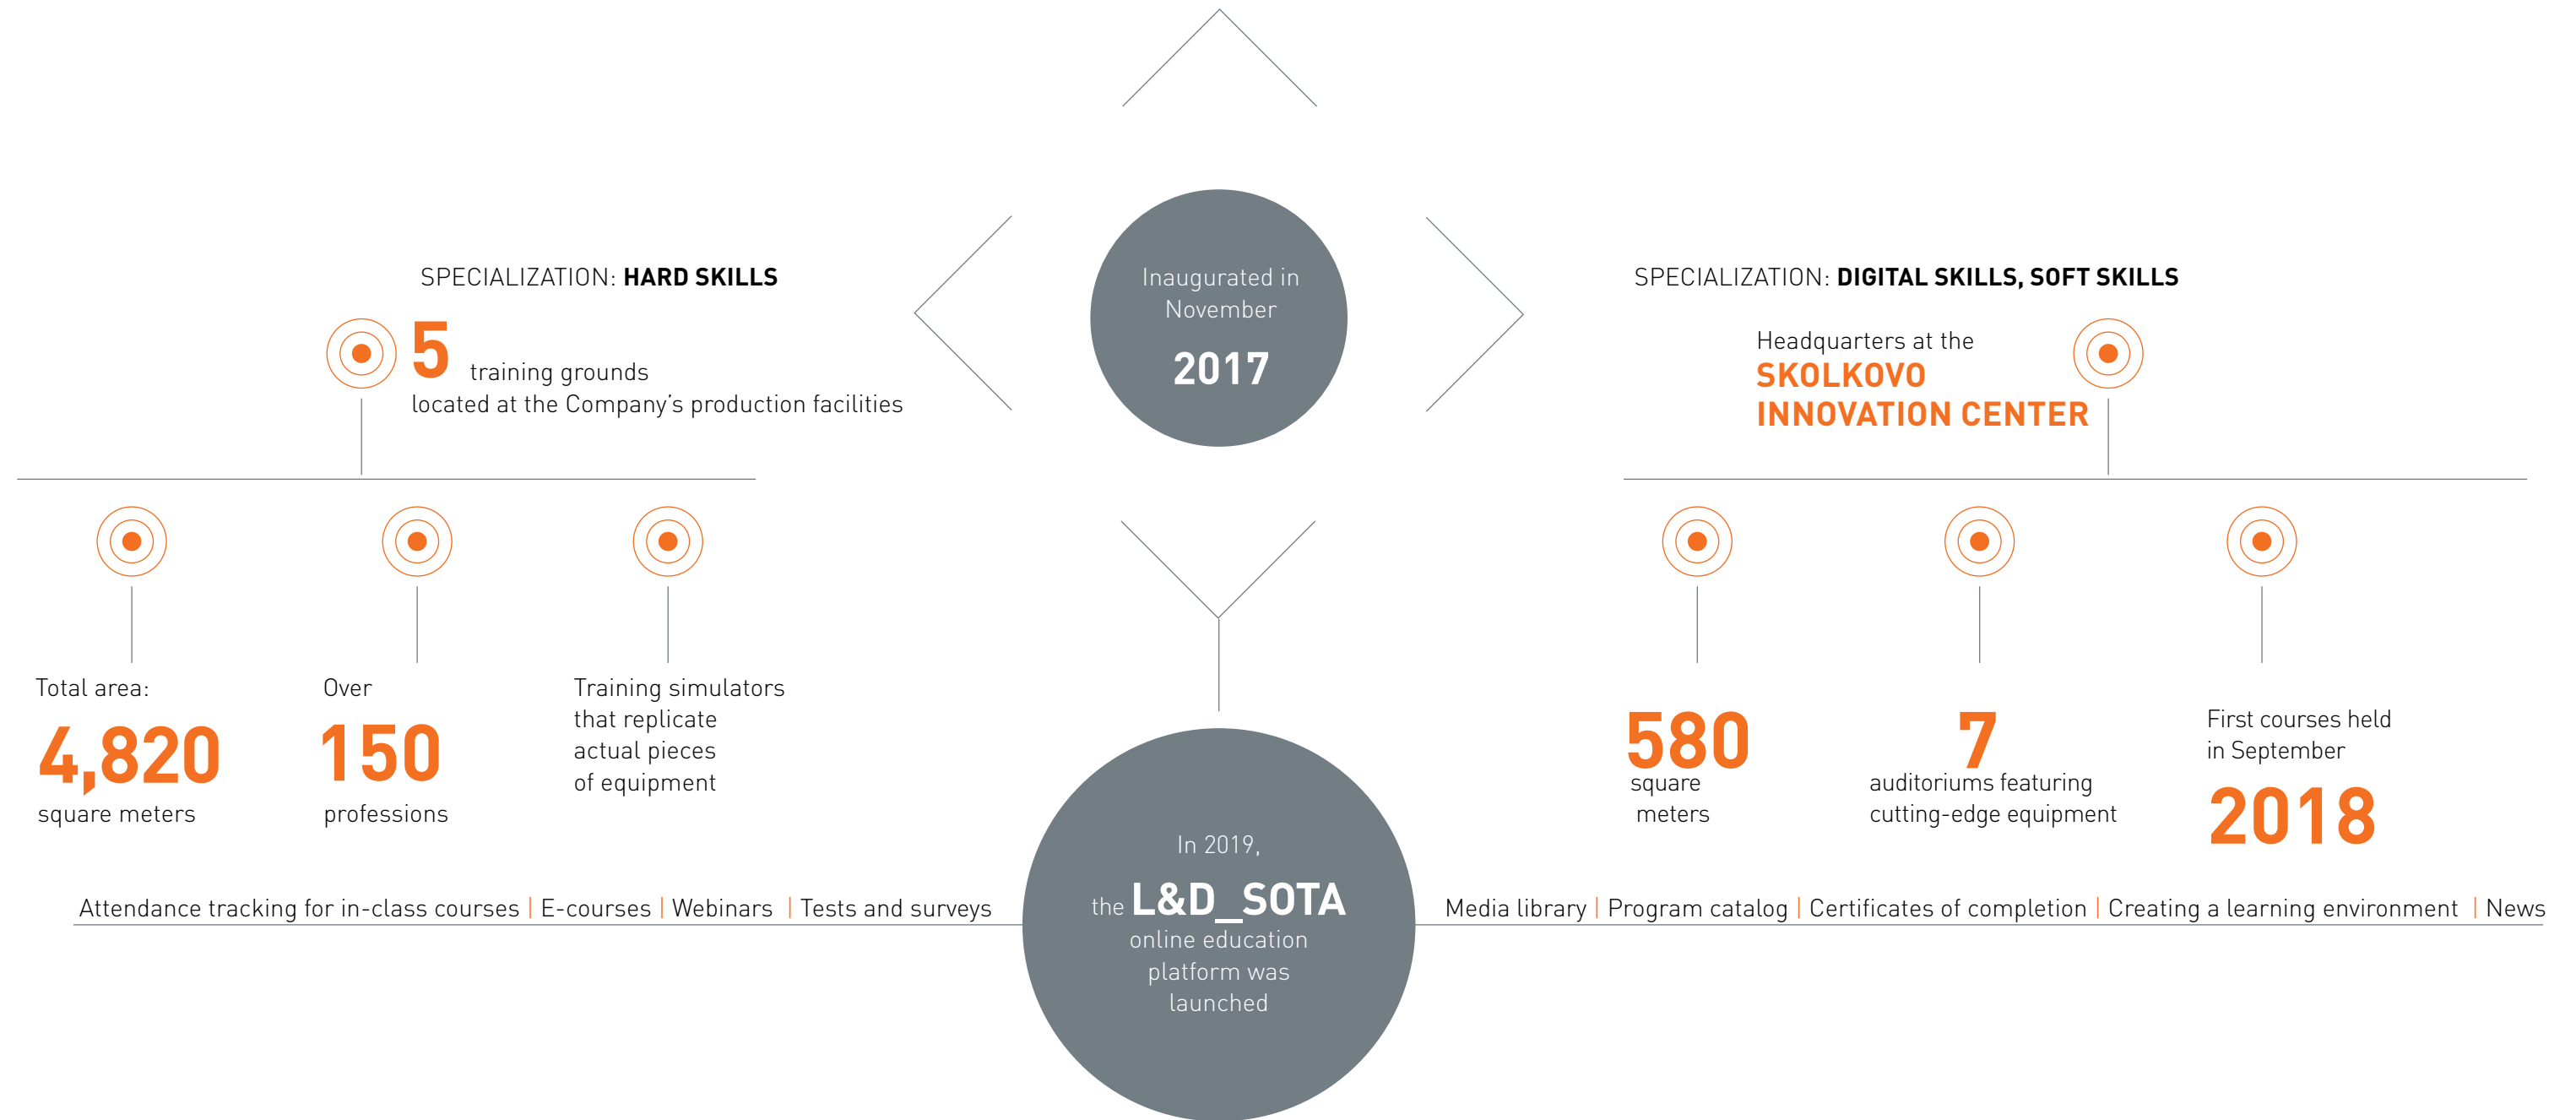 Inaugurated in
November
2017
SPECIALIZATION: HARD SKILLS
5 training grounds
located at the Company's production facilities
Total area:
4,820
square meters
Over
150
professions
Training simulators
that replicate
actual pieces
of equipment
SPECIALIZATION: DIGITAL SKILLS, SOFT SKILLS
Headquarters at the
SKOLKOVO
INNOVATION CENTER
580
square
meters
7
auditoriums featuring
cutting-edge equipment
First courses held
in September
2018
In 2019,
the L&D_SOTA
online education
platform was
launched
Attendance tracking for in-class courses | E-courses | Webinars | Tests and surveys
Media library | Program catalog | Certificates of completion | Creating a learning environment | News